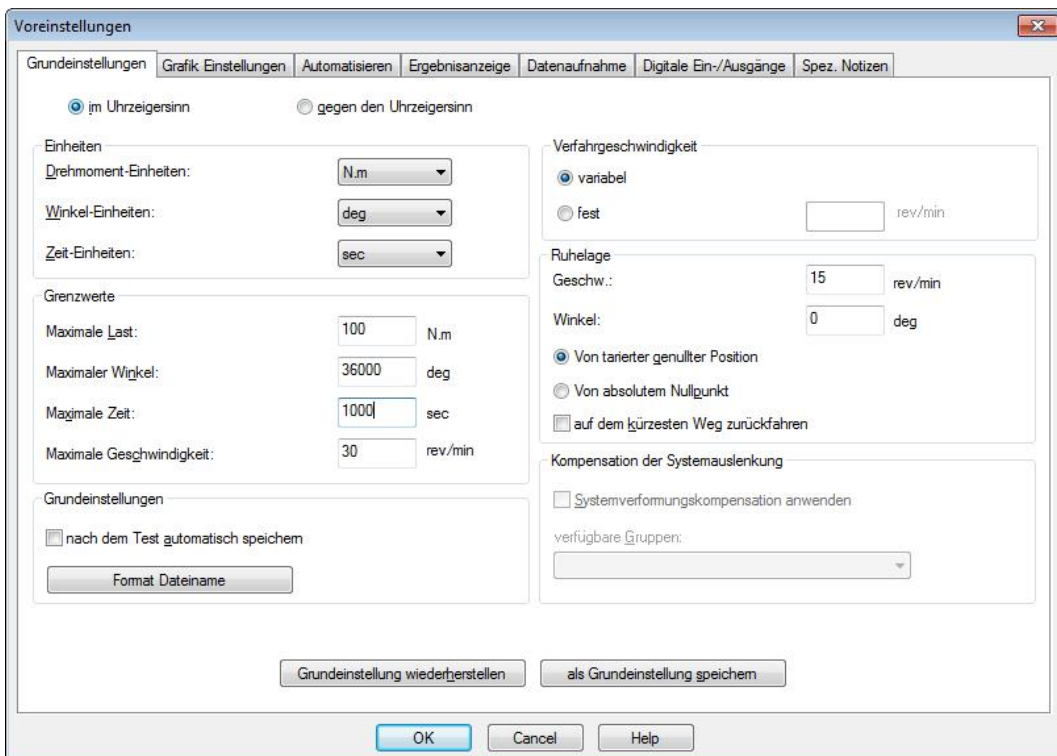 Voreinstellungen
Grundeinstellungen Grafik Einstellungen Automatisieren Ergebnisanzeige Datenaufnahme Digitale Ein-/Ausgänge Spez. Notizen
im Uhrzeigersinn gegen den Uhrzeigersinn
Einheiten
Drehmoment-Einheiten: N.m
Winkel-Einheiten: deg
Zeit-Einheiten: sec
Grenzwerte
Maximale Last: 100 N.m
Maximaler Winkel: 36000 deg
Maximale Zeit: 1000 sec
Maximale Geschwindigkeit: 30 rev/min
Grundeinstellungen
nach dem Test automatisch speichern
Format Dateiname
Verfahrgeschwindigkeit
variabel
fest rev/min
Ruhelage
Geschw.: 15 rev/min
Winkel: 0 deg
Von tarierter genullter Position
Von absolutem Nullpunkt
auf dem kürzesten Weg zurückfahren
Kompensation der Systemauslenkung
Systemverformungskompensation anwenden
verfügbare Gruppen:
Grundeinstellung wiederherstellen als Grundeinstellung speichern
OK Cancel Help